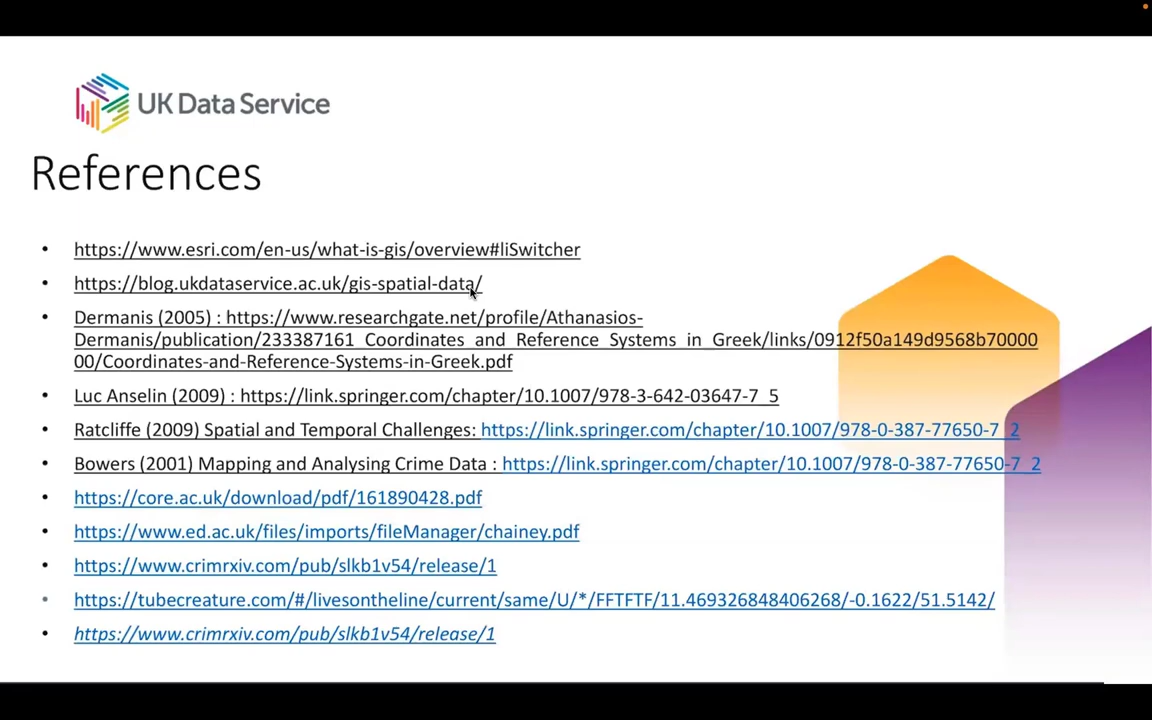 UK Data Service
References
• https://www.esri.com/en-us/what-is-gis/overview#liSwitcher
• https://blog.ukdataservice.ac.uk/gis-spatial-data/
• Dermanis (2005) : https://www.researchgate.net/profile/Athanasios-
Dermanis/publication/233387161_Coordinates_and_Reference_Systems_in_Greek/links/0912f50a149d9568b70000
00/Coordinates-and-Reference-Systems-in-Greek.pdf
• Luc Anselin (2009) : https://link.springer.com/chapter/10.1007/978-3-642-03647-7_5
• Ratcliffe (2009) Spatial and Temporal Challenges: https://link.springer.com/chapter/10.1007/978-0-387-77650-7_2
• Bowers (2001) Mapping and Analysing Crime Data : https://link.springer.com/chapter/10.1007/978-0-387-77650-7_2
• https://core.ac.uk/download/pdf/161890428.pdf
• https://www.ed.ac.uk/files/imports/fileManager/chainey.pdf
• https://www.crimrxiv.com/pub/slkb1v54/release/1
• https://tubecreature.com/#/livesontheline/current/same/U/*/FFTFTF/11.469326848406268/-0.1622/51.5142/
• https://www.crimrxiv.com/pub/slkb1v54/release/1